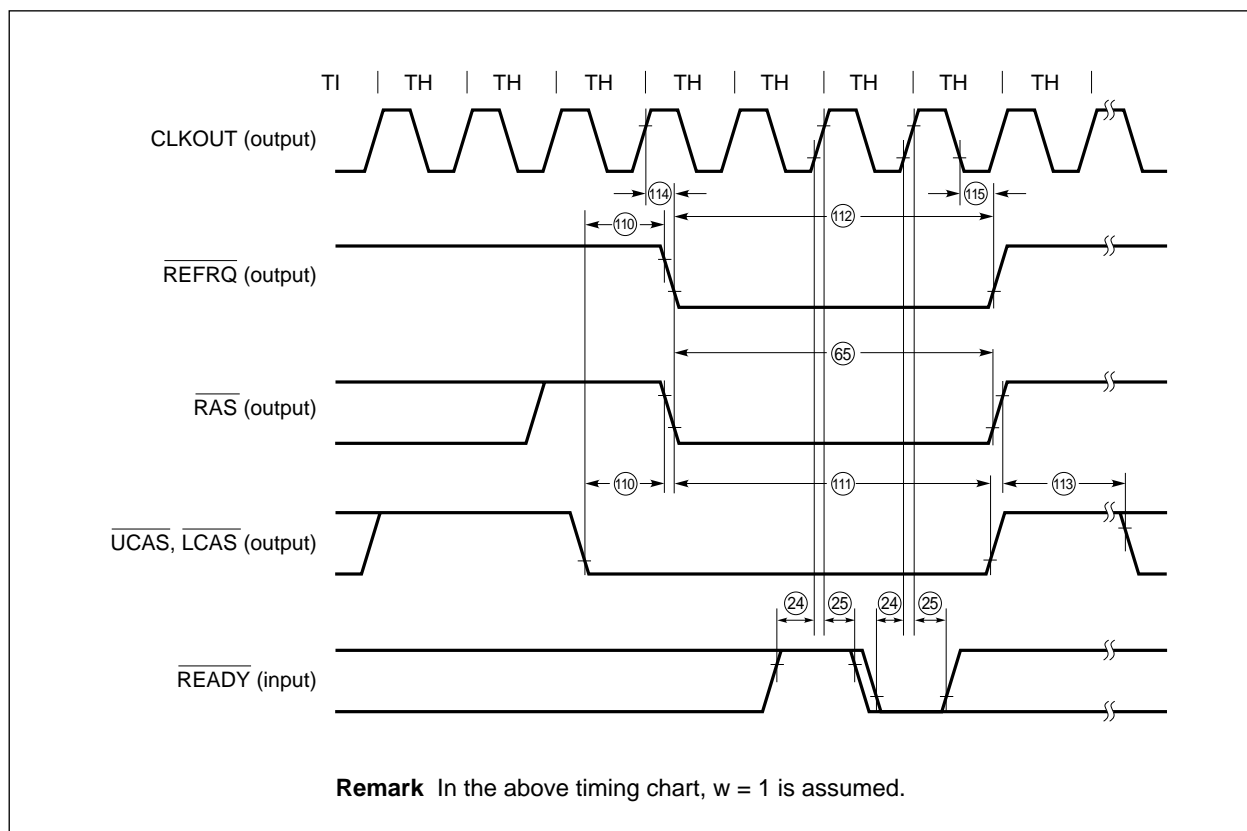 TI TH TH TH TH TH TH TH TH
CLKOUT (output)
114 115
110 112
REFRQ (output)
65
RAS (output)
110 111 113
UCAS, LCAS (output)
24 25 24 25
READY (input)
Remark In the above timing chart, w = 1 is assumed.